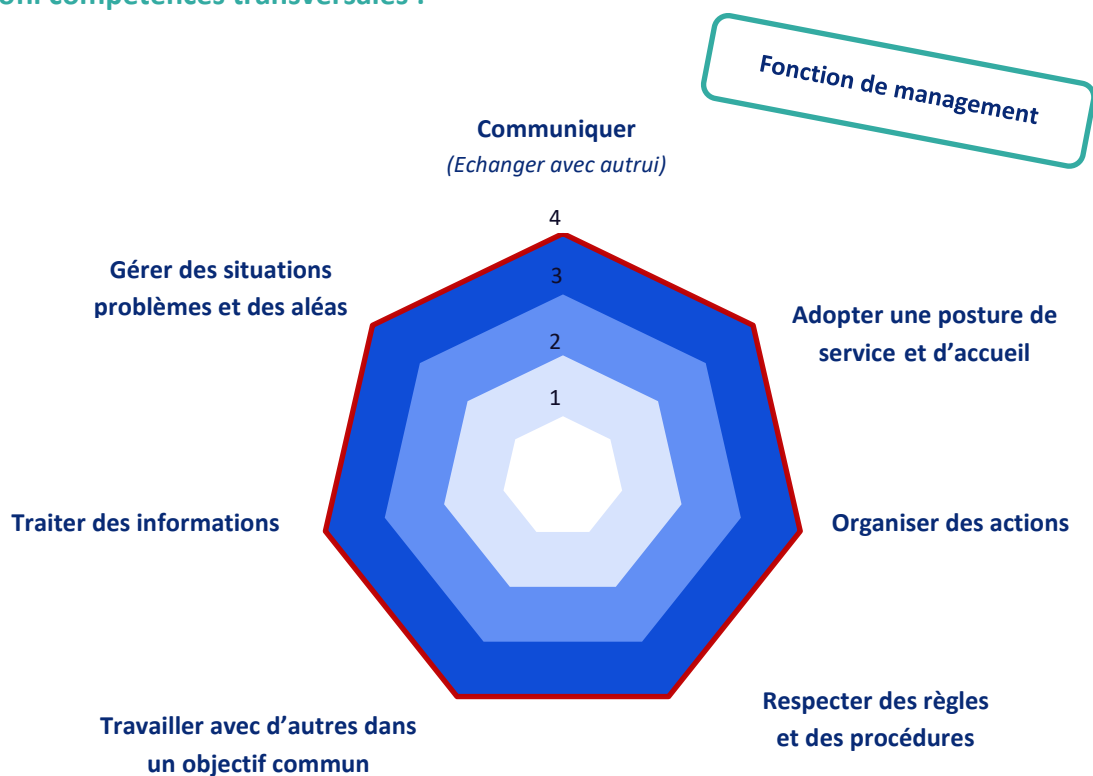 compétences transversales :
Fonction de management
Communiquer
(Echanger avec autrui)
4
3
2
1
Gérer des situations
problèmes et des aléas
Adopter une posture de
service et d'accueil
Traiter des informations
Organiser des actions
Travailler avec d'autres dans
un objectif commun
Respecter des règles
et des procédures